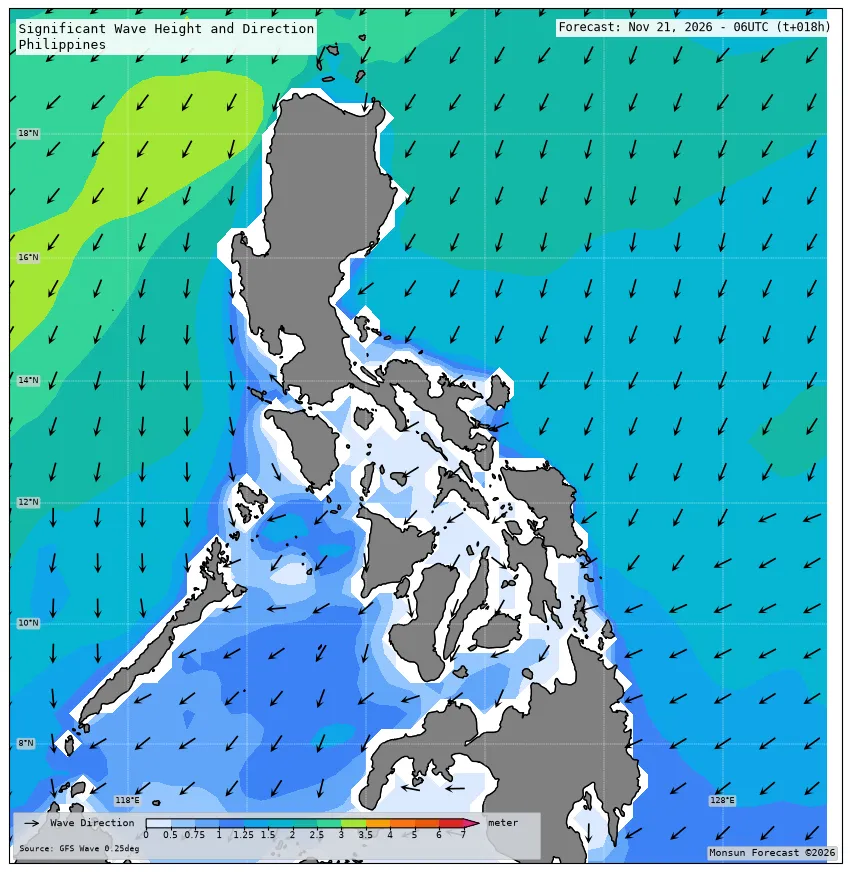 Significant Wave Height and Direction
Philippines
Forecast: Nov 21, 2026 - 06UTC (t+018h)
18°N
16°N
14°N
12°N
10°N
8°N
118°E
128°E
Wave Direction
0 0.5 0.75 1 1.25 1.5 2 2.5 3 3.5 4 5 6 7
meter
Source: GFS Wave 0.25deg
Monsun Forecast ©2026